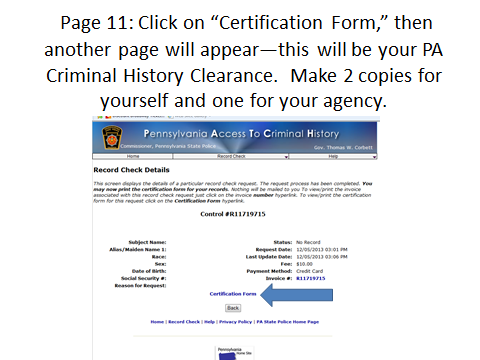 Page 11: Click on “Certification Form,” then
another page will appear—this will be your PA
Criminal History Clearance. Make 2 copies for
yourself and one for your agency.
Pennsylvania Access To Criminal History
Commissioner, Pennsylvania State Police
Gov. Thomas W. Corbett
Home Record Check Help
Record Check Details
This screen displays the details of a particular record check request. The request process has been completed. You
may now print the certification form for your records. Nothing will be mailed to you To view/print the invoice
associated with this record check request just click on the invoice number hyperlink. To view/print the certification
form for this request click on the Certification Form hyperlink.
Control #R11719715
Subject Name: Status: No Record
Alias/Maiden Name 1: Request Date: 12/05/2013 03:01 PM
Race: Last Update Date: 12/05/2013 03:06 PM
Sex: Fee: $10.00
Date of Birth: Payment Method: Credit Card
Social Security #: Invoice #: R11719715
Reason for Request:
Certification Form
Back
Home | Record Check | Help | Privacy Policy | PA State Police Home Page
Pennsylvania
Home Site